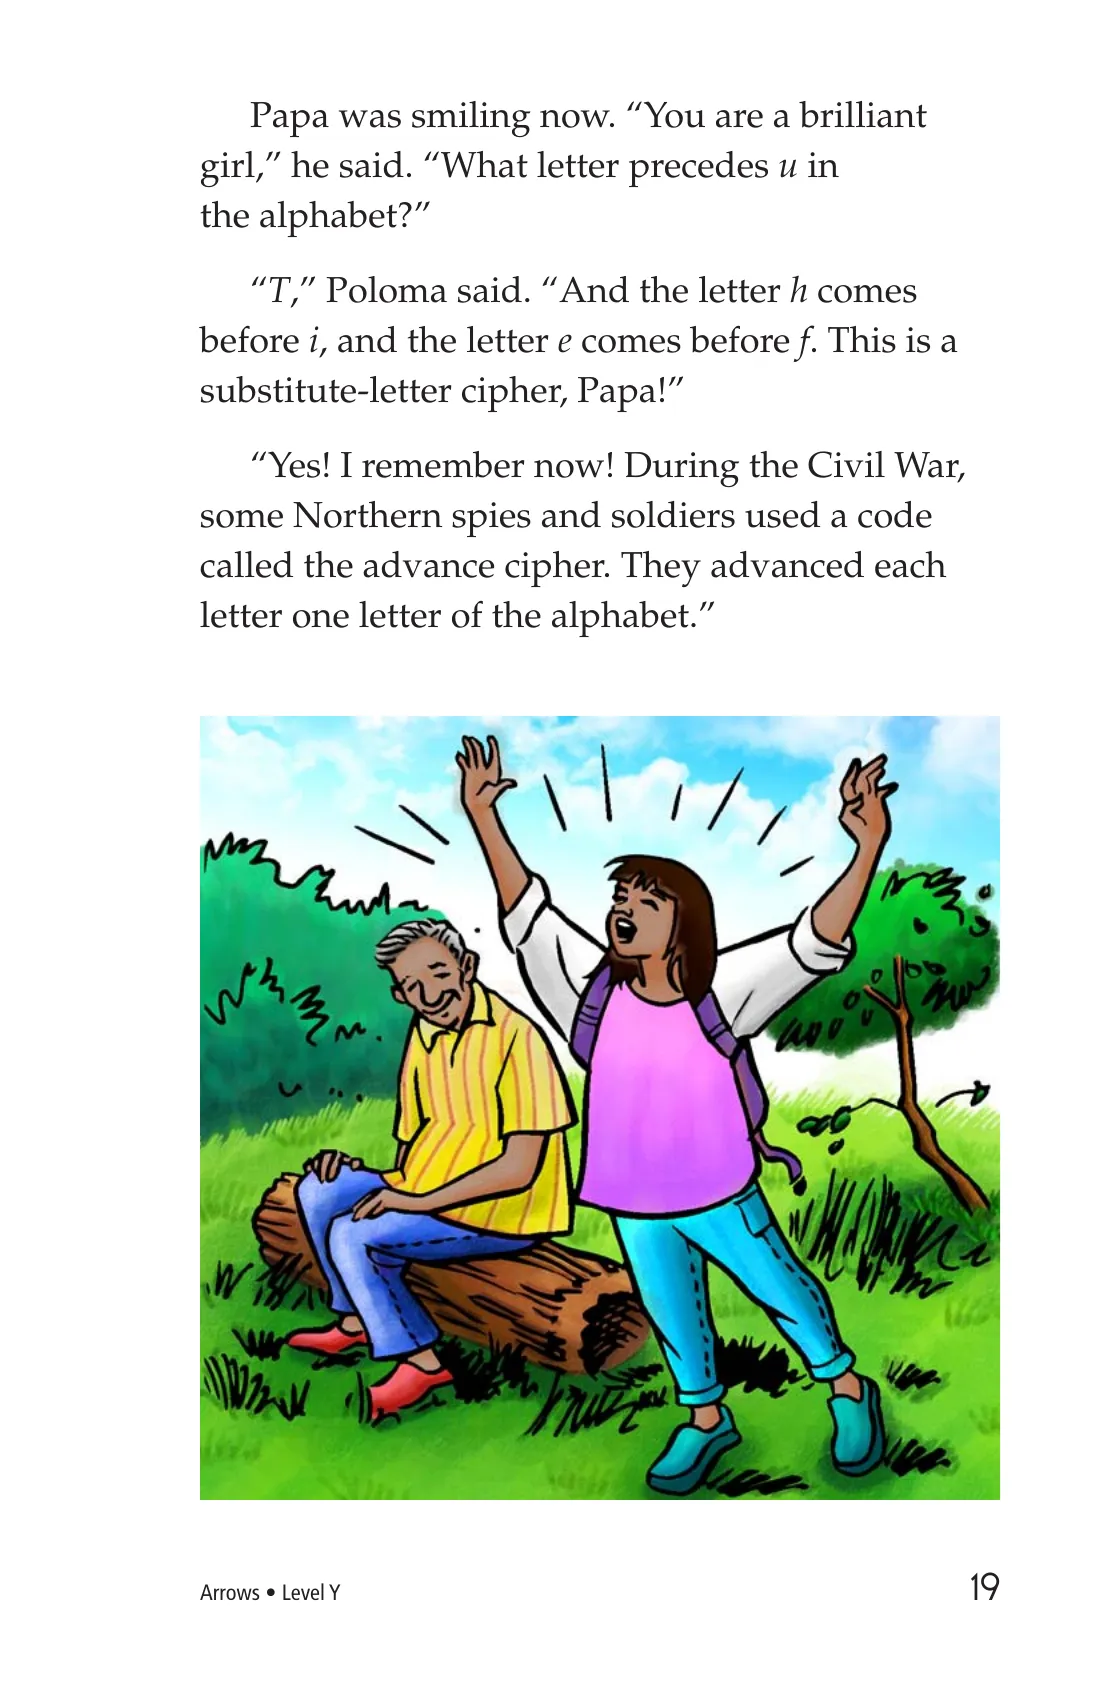 Papa was smiling now. “You are a brilliant
girl,” he said. “What letter precedes u in
the alphabet?”
“T,” Poloma said. “And the letter h comes
before i, and the letter e comes before f. This is a
substitute-letter cipher, Papa!”
“Yes! I remember now! During the Civil War,
some Northern spies and soldiers used a code
called the advance cipher. They advanced each
letter one letter of the alphabet.”
Arrows • Level Y
19